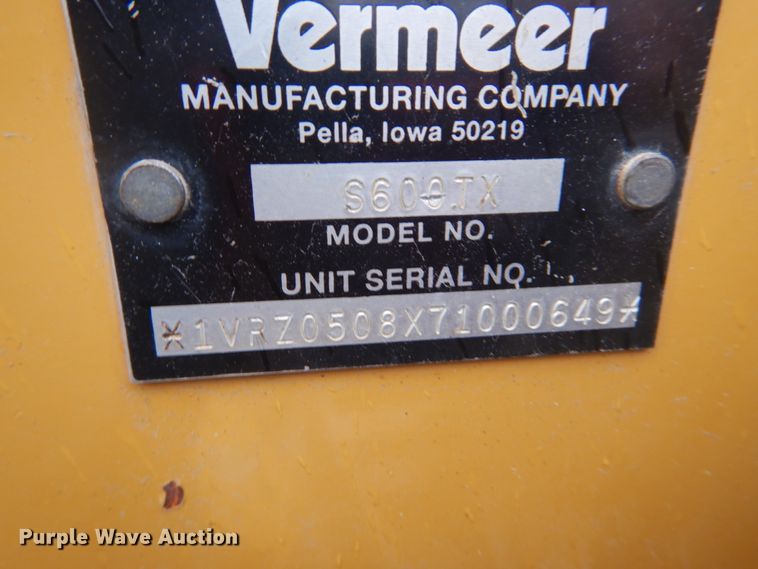 Vermeer
MANUFACTURING COMPANY
Pella, Iowa 50219
S600TX
MODEL NO.
UNIT SERIAL NO.
*1VRZ0508X71000649*
Purple Wave Auction